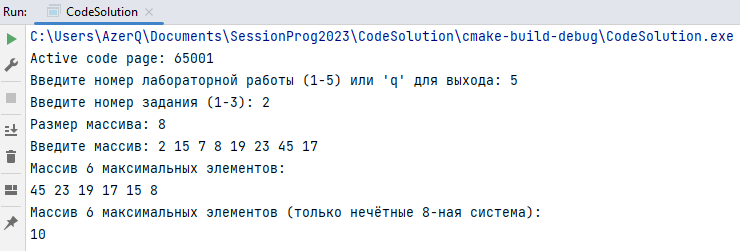 Run: CodeSolution
C:\Users\AzerQ\Documents\SessionProg2023\CodeSolution\cmake-build-debug\CodeSolution.exe
Active code page: 65001
Введите номер лабораторной работы (1-5) или 'q' для выхода: 5
Введите номер задания (1-3): 2
Размер массива: 8
Введите массив: 2 15 7 8 19 23 45 17
Массив 6 максимальных элементов:
45 23 19 17 15 8
Массив 6 максимальных элементов (только нечётные 8-ная система):
10